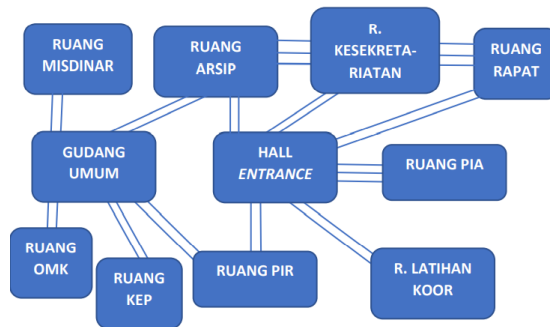 RUANG
MISDINAR
RUANG
ARSIP
R.
KESEKRETA-
RIATAN
RUANG
RAPAT
GUDANG
UMUM
HALL
ENTRANCE
RUANG PIA
RUANG
OMK
RUANG
KEP
RUANG PIR
R. LATIHAN
KOOR